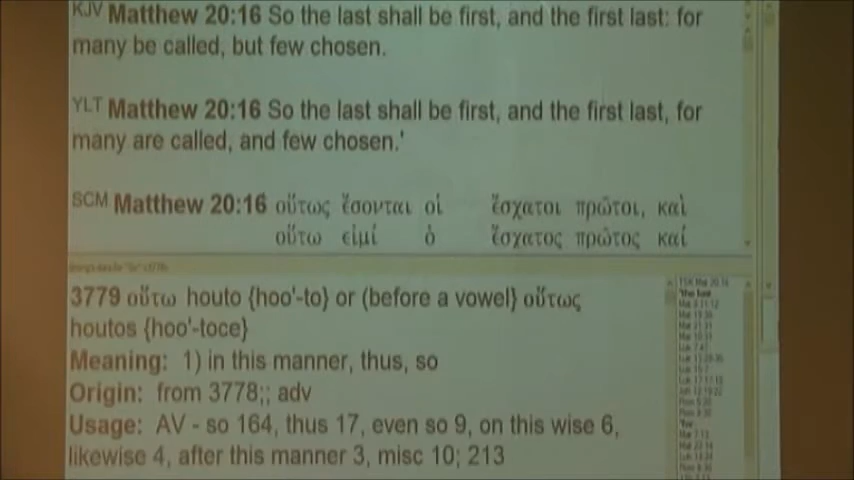 KJV Matthew 20:16 So the last shall be first, and the first last: for
many be called, but few chosen.
YLT Matthew 20:16 So the last shall be first, and the first last, for
many are called, and few chosen.'
SCM Matthew 20:16 οὕτως ἔσονται οἱ ἔσχατοι πρῶτοι, καὶ
οὕτω εἰμί ὁ ἔσχατος πρῶτος καί
3779 οὕτω houto {hoo'-to} or (before a vowel} οὕτως
houtos {hoo'-toce}
Meaning: 1) in this manner, thus, so
Origin: from 3778;; adv
Usage: AV - so 164, thus 17, even so 9, on this wise 6,
likewise 4, after this manner 3, misc 10; 213